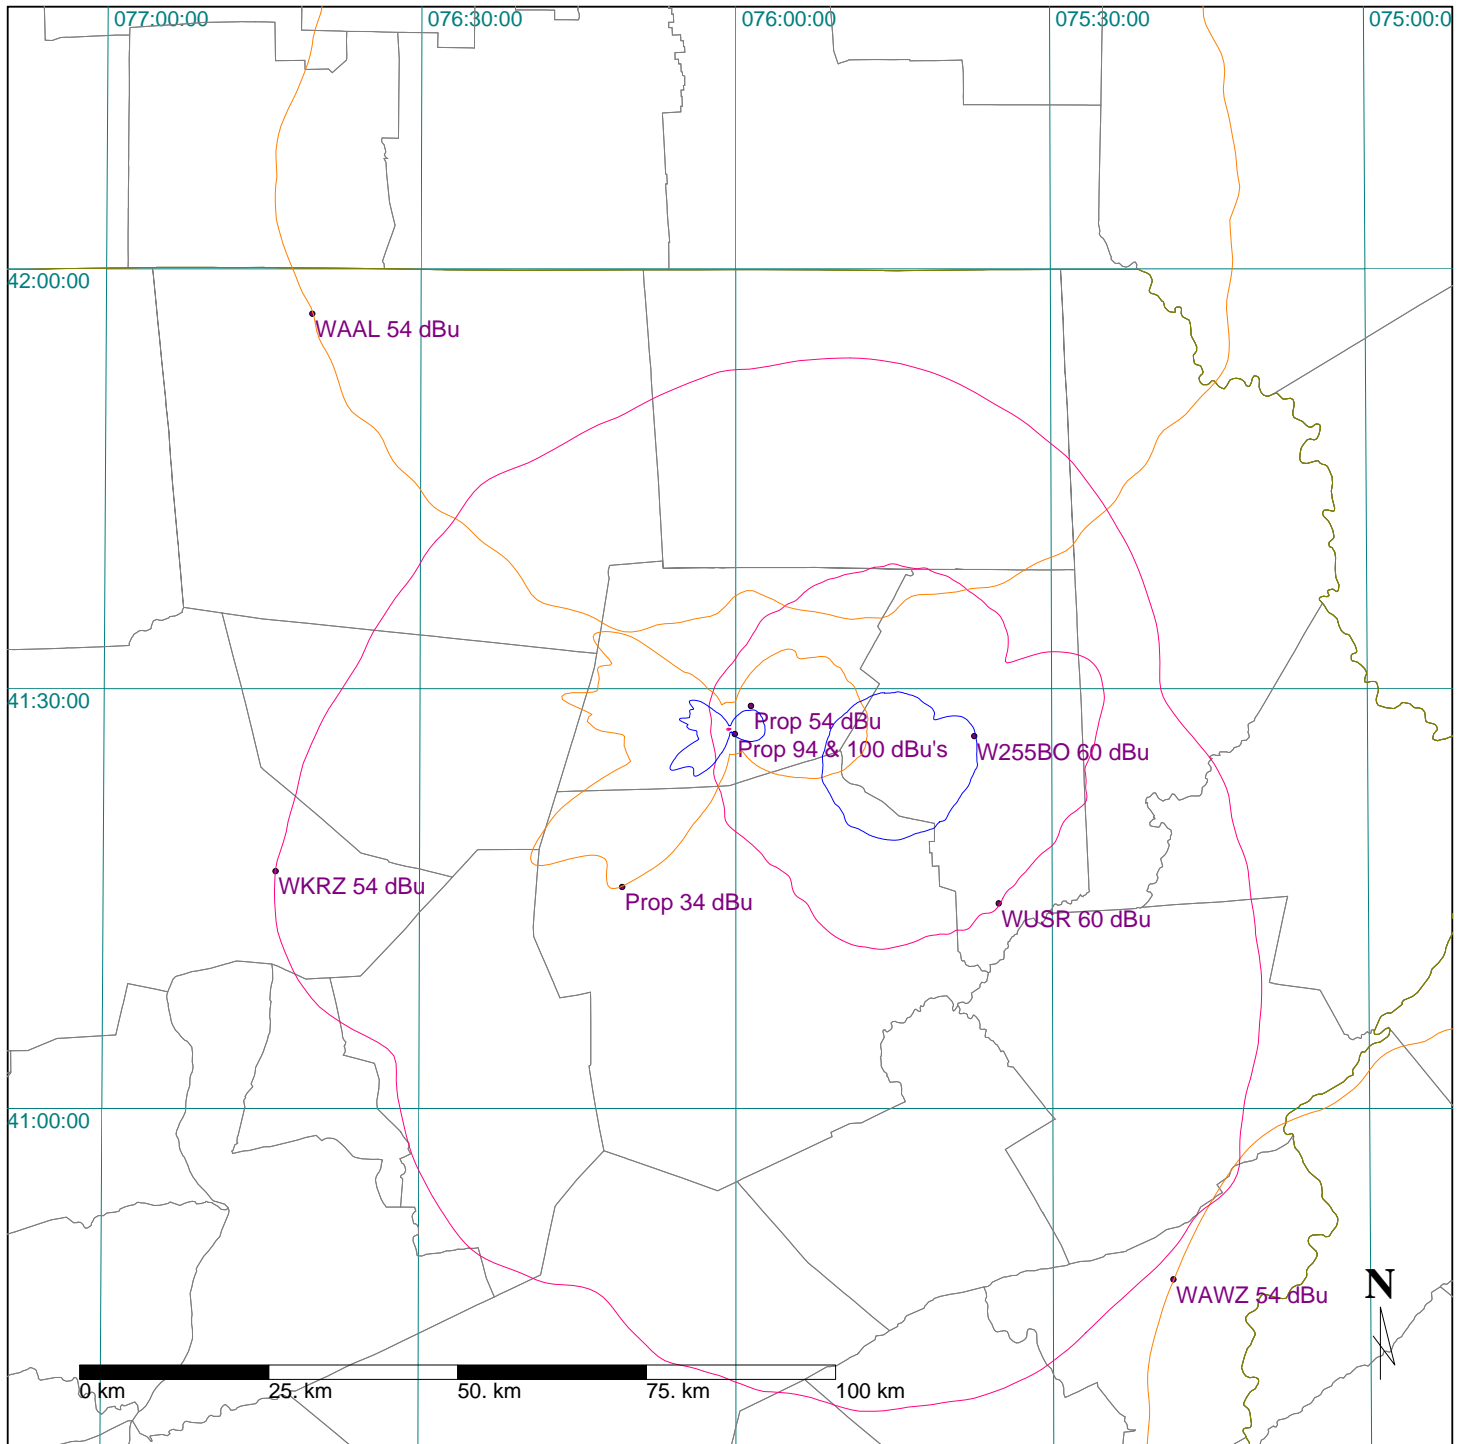 077:00:00
076:30:00
076:00:00
075:30:00
075:00:0
42:00:00
WAAL 54 dBu
41:30:00
Prop 54 dBu
Prop 94 & 100 dBu's
W255BO 60 dBu
WKRZ 54 dBu
Prop 34 dBu
WUSR 60 dBu
41:00:00
N
WAWZ 54 dBu
0 km 25. km 50. km 75. km 100 km